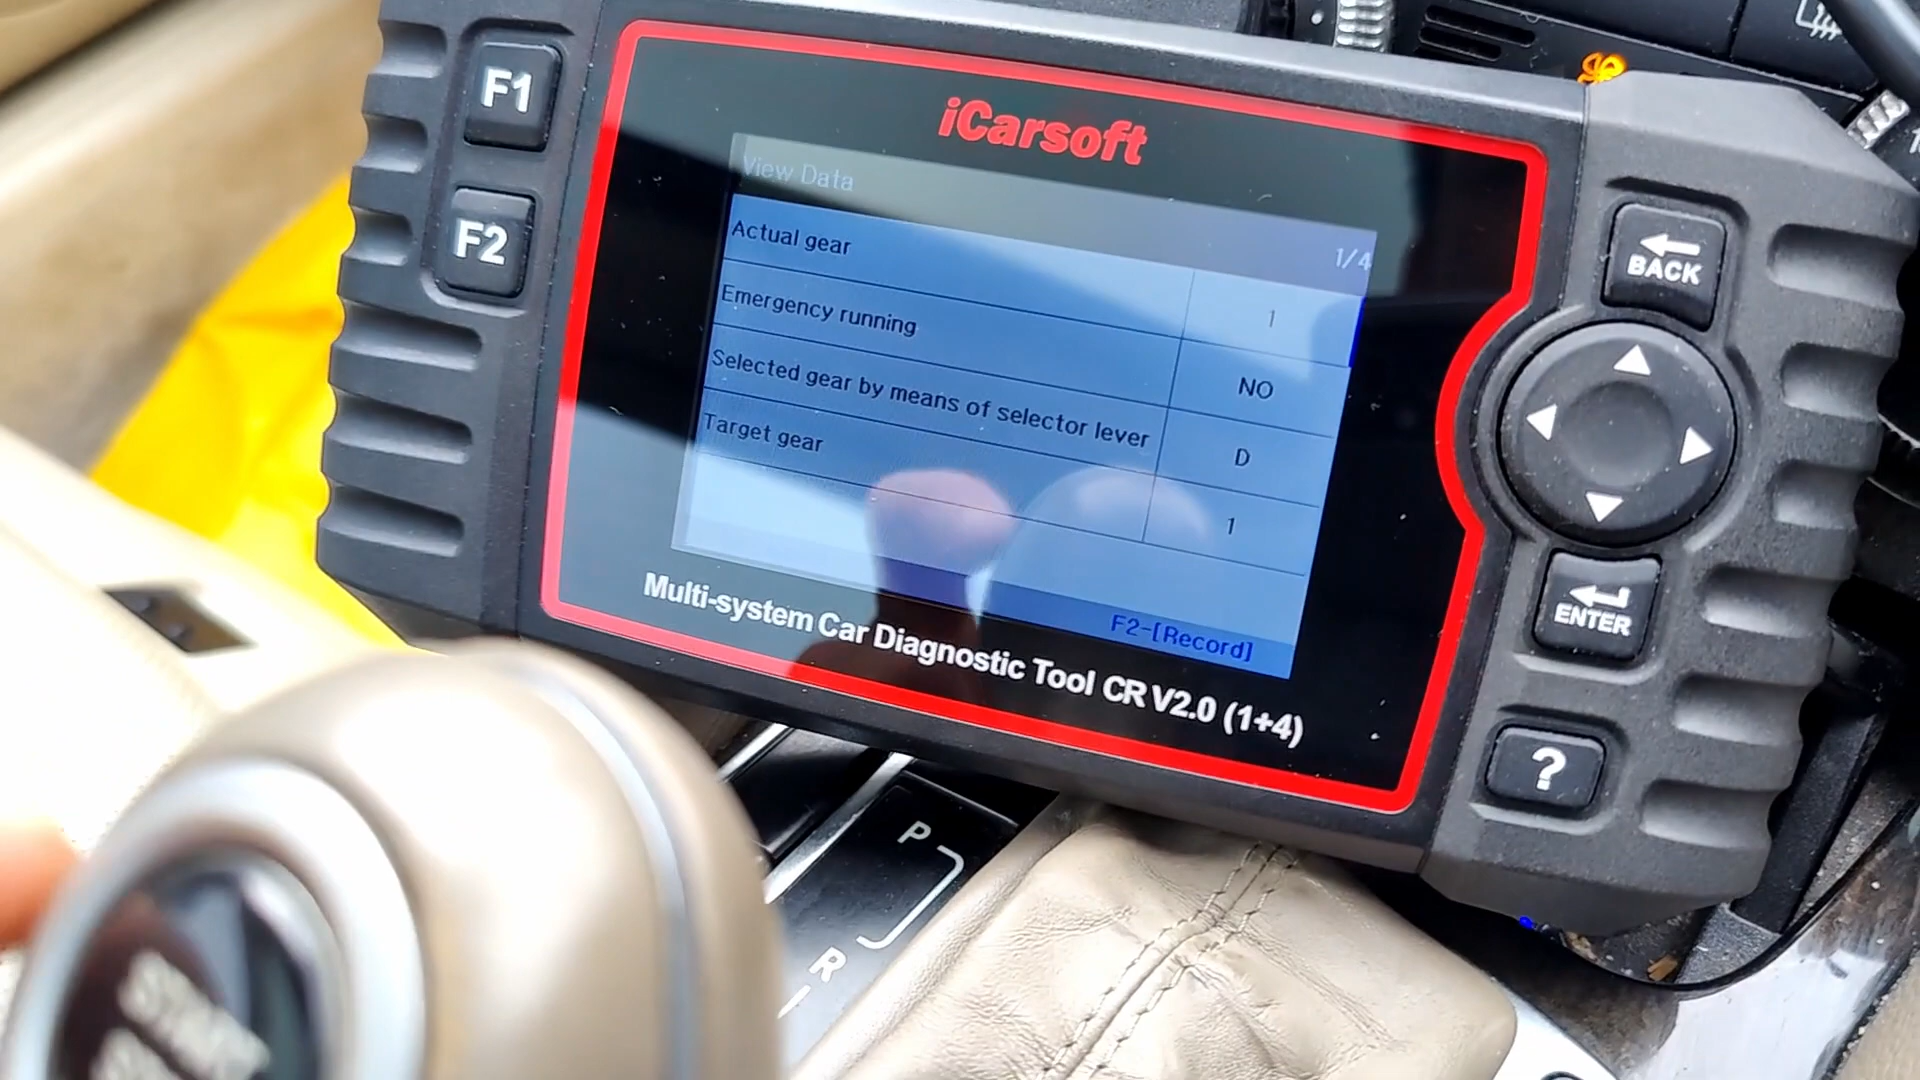 F1
F2
iCarsoft
View Data
1/4
Actual gear 1
Emergency running NO
Selected gear by means of selector lever D
Target gear 1
F2-[Record]
Multi-system Car Diagnostic Tool CR V2.0 (1+4)
BACK
ENTER
?
P
R
START